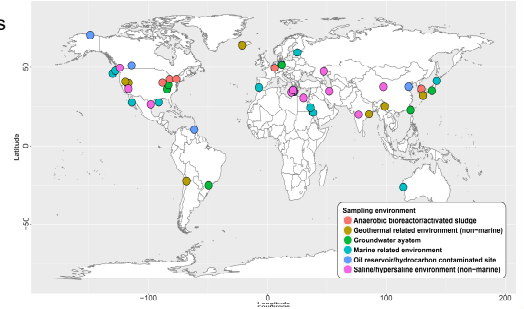 s
50
0
−50
Latitude
−100
0
100
200
Longitude
Sampling environment
Anaerobic bioreactor/activated sludge
Geothermal related environment (non−marine)
Groundwater system
Marine related environment
Oil reservoir/hydrocarbon contaminated site
Saline/hypersaline environment (non−marine)